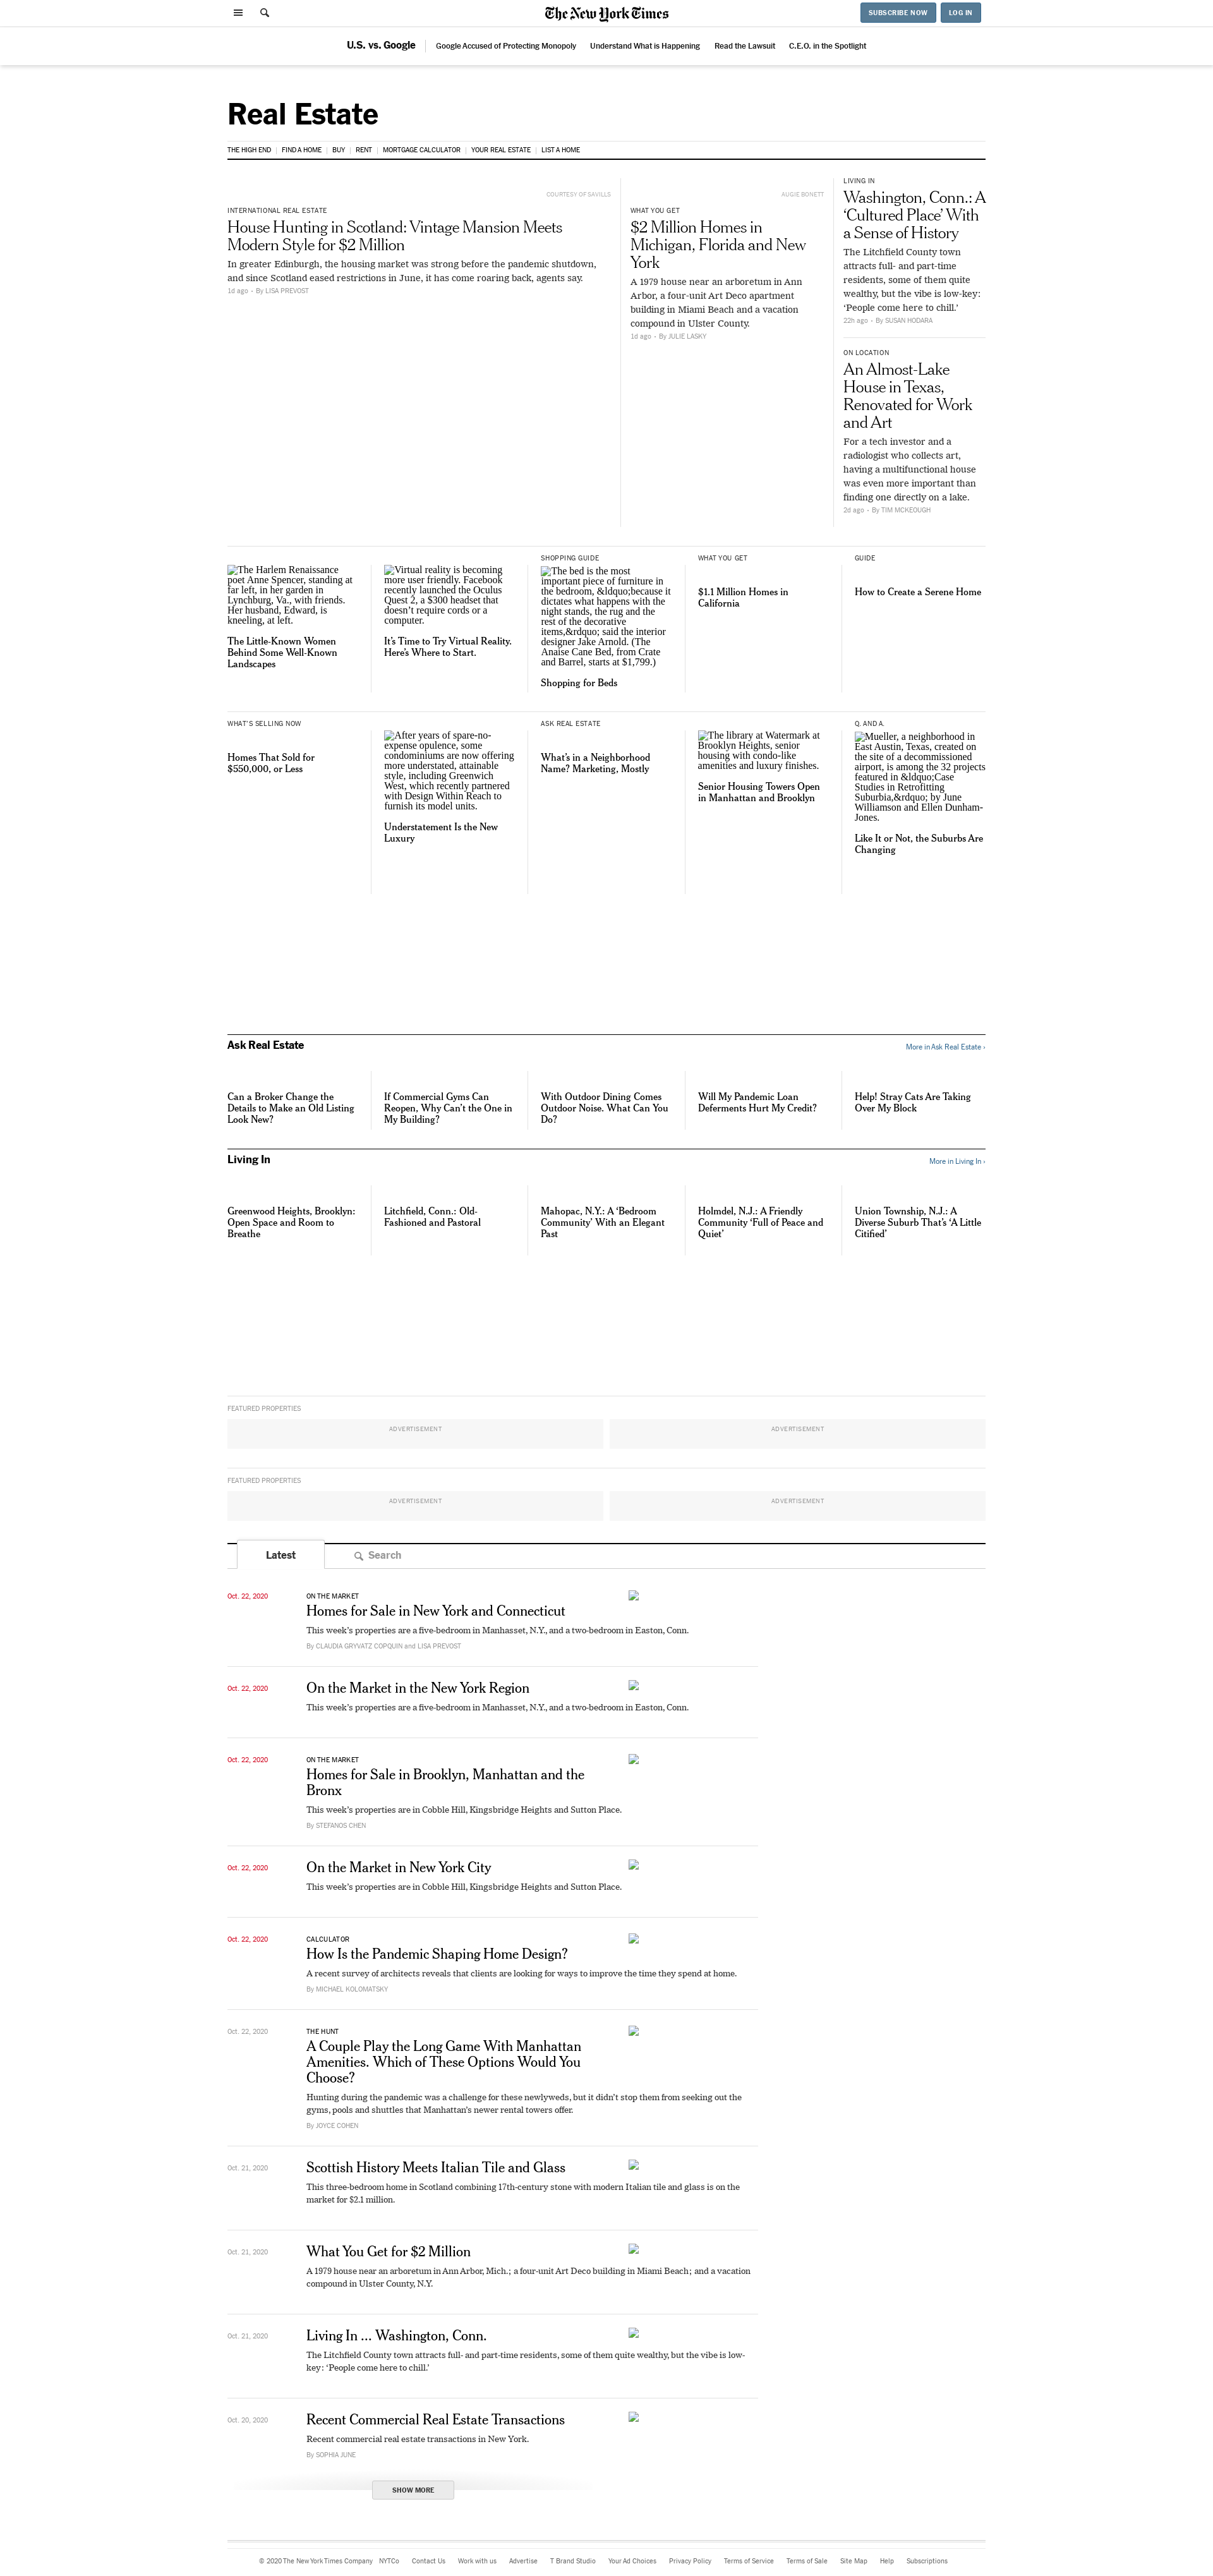 The New York Times
SUBSCRIBE NOW
LOG IN
U.S. vs. Google
Google Accused of Protecting Monopoly
Understand What is Happening
Read the Lawsuit
C.E.O. in the Spotlight
Real Estate
THE HIGH END
FIND A HOME
BUY
RENT
MORTGAGE CALCULATOR
YOUR REAL ESTATE
LIST A HOME
COURTESY OF SAVILLS
INTERNATIONAL REAL ESTATE
House Hunting in Scotland: Vintage Mansion Meets
Modern Style for $2 Million
In greater Edinburgh, the housing market was strong before the pandemic shutdown,
and since Scotland eased restrictions in June, it has come roaring back, agents say.
1d ago - By LISA PREVOST
AUGIE BONETT
WHAT YOU GET
$2 Million Homes in
Michigan, Florida and New
York
A 1979 house near an arboretum in Ann
Arbor, a four-unit Art Deco apartment
building in Miami Beach and a vacation
compound in Ulster County.
1d ago - By JULIE LASKY
LIVING IN
Washington, Conn.: A
‘Cultured Place’ With
a Sense of History
The Litchfield County town
attracts full- and part-time
residents, some of them quite
wealthy, but the vibe is low-key:
‘People come here to chill.’
22h ago - By SUSAN HODARA
ON LOCATION
An Almost-Lake
House in Texas,
Renovated for Work
and Art
For a tech investor and a
radiologist who collects art,
having a multifunctional house
was even more important than
finding one directly on a lake.
2d ago - By TIM MCKEOUGH
The Harlem Renaissance
poet Anne Spencer, standing at
far left, in her garden in
Lynchburg, Va., with friends.
Her husband, Edward, is
kneeling, at left.
The Little-Known Women
Behind Some Well-Known
Landscapes
Virtual reality is becoming
more user friendly. Facebook
recently launched the Oculus
Quest 2, a $300 headset that
doesn’t require cords or a
computer.
It’s Time to Try Virtual Reality.
Here’s Where to Start.
SHOPPING GUIDE
The bed is the most
important piece of furniture in
the bedroom, &ldquo;because it
dictates what happens with the
night stands, the rug and the
rest of the decorative
items,&rdquo; said the interior
designer Jake Arnold. (The
Anaise Cane Bed, from Crate
and Barrel, starts at $1,799.)
Shopping for Beds
WHAT YOU GET
$1.1 Million Homes in
California
GUIDE
How to Create a Serene Home
WHAT’S SELLING NOW
Homes That Sold for
$550,000, or Less
After years of spare-no-
expense opulence, some
condominiums are now offering
more understated, attainable
style, including Greenwich
West, which recently partnered
with Design Within Reach to
furnish its model units.
Understatement Is the New
Luxury
ASK REAL ESTATE
What’s in a Neighborhood
Name? Marketing, Mostly
The library at Watermark at
Brooklyn Heights, senior
housing with condo-like
amenities and luxury finishes.
Senior Housing Towers Open
in Manhattan and Brooklyn
Q. AND A.
Mueller, a neighborhood in
East Austin, Texas, created on
the site of a decommissioned
airport, is among the 32 projects
featured in &ldquo;Case
Studies in Retrofitting
Suburbia,&rdquo; by June
Williamson and Ellen Dunham-
Jones.
Like It or Not, the Suburbs Are
Changing
Ask Real Estate
More in Ask Real Estate ›
Can a Broker Change the
Details to Make an Old Listing
Look New?
If Commercial Gyms Can
Reopen, Why Can’t the One in
My Building?
With Outdoor Dining Comes
Outdoor Noise. What Can You
Do?
Will My Pandemic Loan
Deferments Hurt My Credit?
Help! Stray Cats Are Taking
Over My Block
Living In
More in Living In ›
Greenwood Heights, Brooklyn:
Open Space and Room to
Breathe
Litchfield, Conn.: Old-
Fashioned and Pastoral
Mahopac, N.Y.: A ‘Bedroom
Community’ With an Elegant
Past
Holmdel, N.J.: A Friendly
Community ‘Full of Peace and
Quiet’
Union Township, N.J.: A
Diverse Suburb That’s ‘A Little
Citified’
FEATURED PROPERTIES
ADVERTISEMENT
ADVERTISEMENT
FEATURED PROPERTIES
ADVERTISEMENT
ADVERTISEMENT
Latest
Search
Oct. 22, 2020
ON THE MARKET
Homes for Sale in New York and Connecticut
This week’s properties are a five-bedroom in Manhasset, N.Y., and a two-bedroom in Easton, Conn.
By CLAUDIA GRYVATZ COPQUIN and LISA PREVOST
Oct. 22, 2020
On the Market in the New York Region
This week’s properties are a five-bedroom in Manhasset, N.Y., and a two-bedroom in Easton, Conn.
Oct. 22, 2020
ON THE MARKET
Homes for Sale in Brooklyn, Manhattan and the
Bronx
This week’s properties are in Cobble Hill, Kingsbridge Heights and Sutton Place.
By STEFANOS CHEN
Oct. 22, 2020
On the Market in New York City
This week’s properties are in Cobble Hill, Kingsbridge Heights and Sutton Place.
Oct. 22, 2020
CALCULATOR
How Is the Pandemic Shaping Home Design?
A recent survey of architects reveals that clients are looking for ways to improve the time they spend at home.
By MICHAEL KOLOMATSKY
Oct. 22, 2020
THE HUNT
A Couple Play the Long Game With Manhattan
Amenities. Which of These Options Would You
Choose?
Hunting during the pandemic was a challenge for these newlyweds, but it didn’t stop them from seeking out the
gyms, pools and shuttles that Manhattan’s newer rental towers offer.
By JOYCE COHEN
Oct. 21, 2020
Scottish History Meets Italian Tile and Glass
This three-bedroom home in Scotland combining 17th-century stone with modern Italian tile and glass is on the
market for $2.1 million.
Oct. 21, 2020
What You Get for $2 Million
A 1979 house near an arboretum in Ann Arbor, Mich.; a four-unit Art Deco building in Miami Beach; and a vacation
compound in Ulster County, N.Y.
Oct. 21, 2020
Living In ... Washington, Conn.
The Litchfield County town attracts full- and part-time residents, some of them quite wealthy, but the vibe is low-
key: ‘People come here to chill.’
Oct. 20, 2020
Recent Commercial Real Estate Transactions
Recent commercial real estate transactions in New York.
By SOPHIA JUNE
SHOW MORE
© 2020 The New York Times Company
NYTCo
Contact Us
Work with us
Advertise
T Brand Studio
Your Ad Choices
Privacy Policy
Terms of Service
Terms of Sale
Site Map
Help
Subscriptions